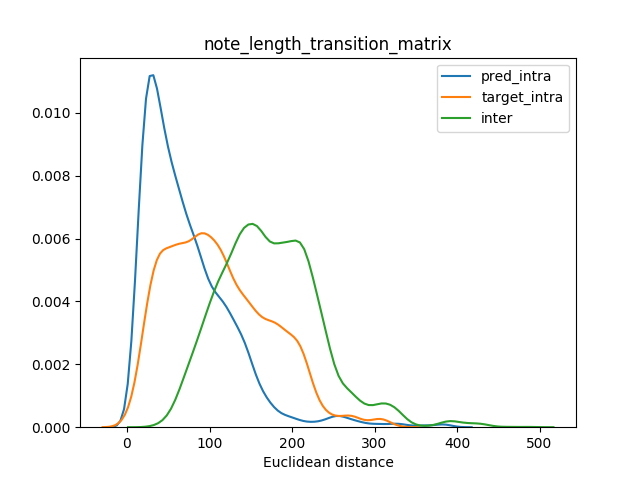 note_length_transition_matrix
pred_intra
target_intra
inter
0.010
0.008
0.006
0.004
0.002
0.000
0 100 200 300 400 500
Euclidean distance